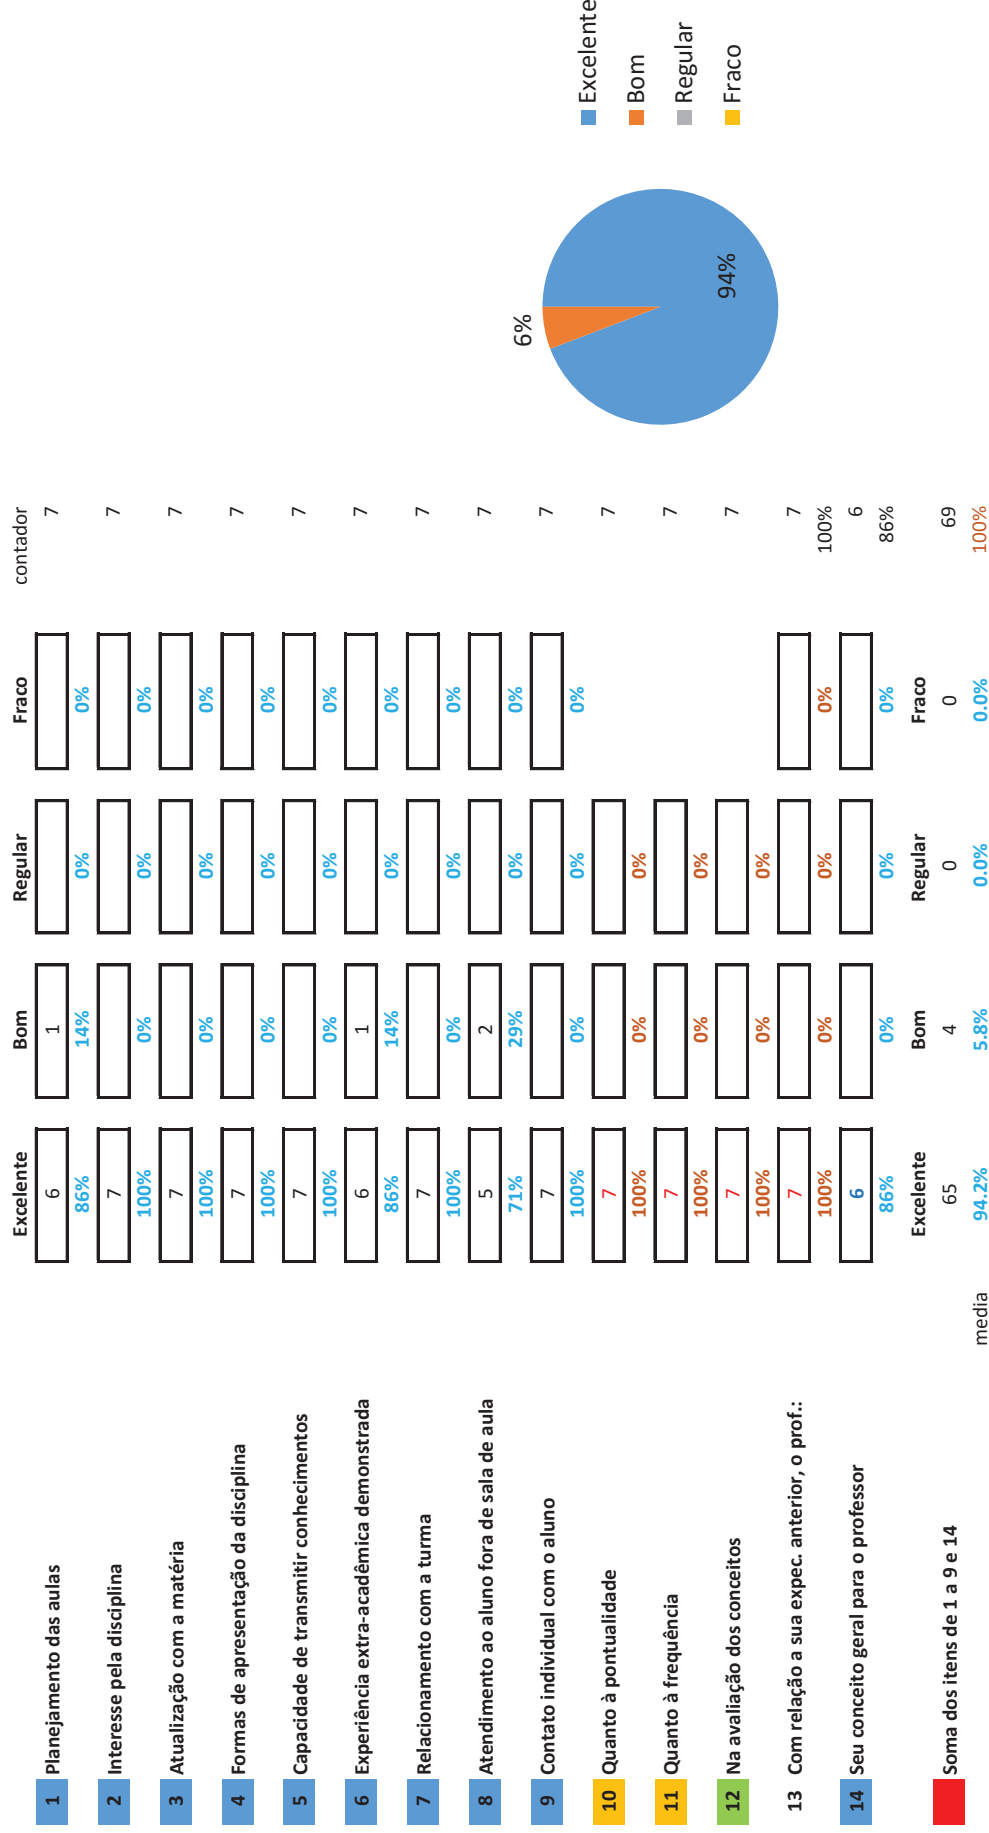 Excelente Bom Regular Fraco contador
1 Planejamento das aulas 6 1 7
86% 14% 0% 0%
2 Interesse pela disciplina 7 7
100% 0% 0% 0%
3 Atualização com a matéria 7 7
100% 0% 0% 0%
4 Formas de apresentação da disciplina 7 7
100% 0% 0% 0%
5 Capacidade de transmitir conhecimentos 7 7
100% 0% 0% 0%
6 Experiência extra-acadêmica demonstrada 6 1 7
86% 14% 0% 0%
7 Relacionamento com a turma 7 7
100% 0% 0% 0%
8 Atendimento ao aluno fora de sala de aula 5 2 7
71% 29% 0% 0%
9 Contato individual com o aluno 7 7
100% 0% 0% 0%
10 Quanto à pontualidade 7 7
100% 0% 0%
11 Quanto à frequência 7 7
100% 0% 0%
12 Na avaliação dos conceitos 7 7
100% 0% 0%
13 Com relação a sua expec. anterior, o prof.: 7 7
100% 0% 0% 0% 100%
14 Seu conceito geral para o professor 6 6
86% 0% 0% 0% 86%
Excelente Bom Regular Fraco
Soma dos itens de 1 a 9 e 14 65 4 0 0 69
media 94.2% 5.8% 0.0% 0.0% 100%
6%
94%
Excelente
Bom
Regular
Fraco